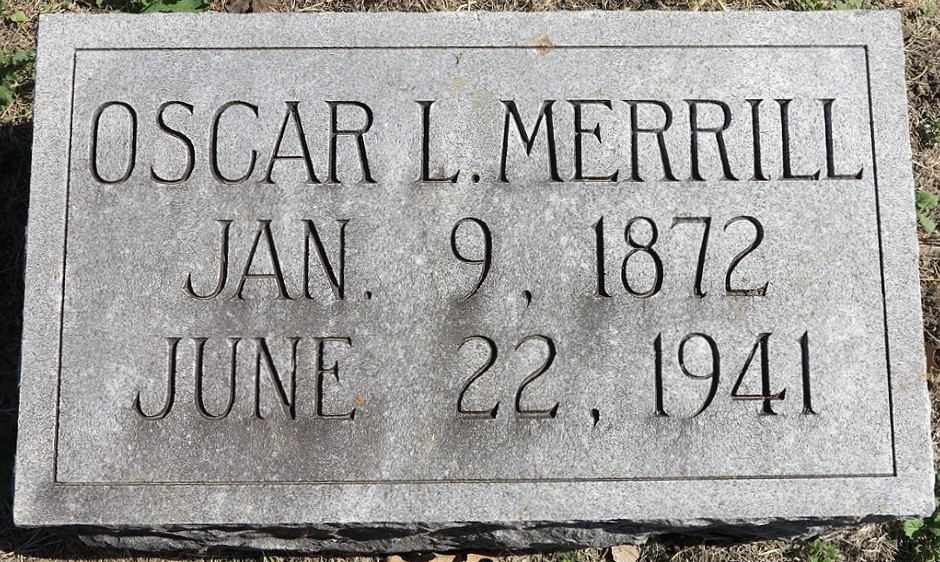 OSCAR L. MERRILL
JAN. 9, 1872
JUNE 22, 1941